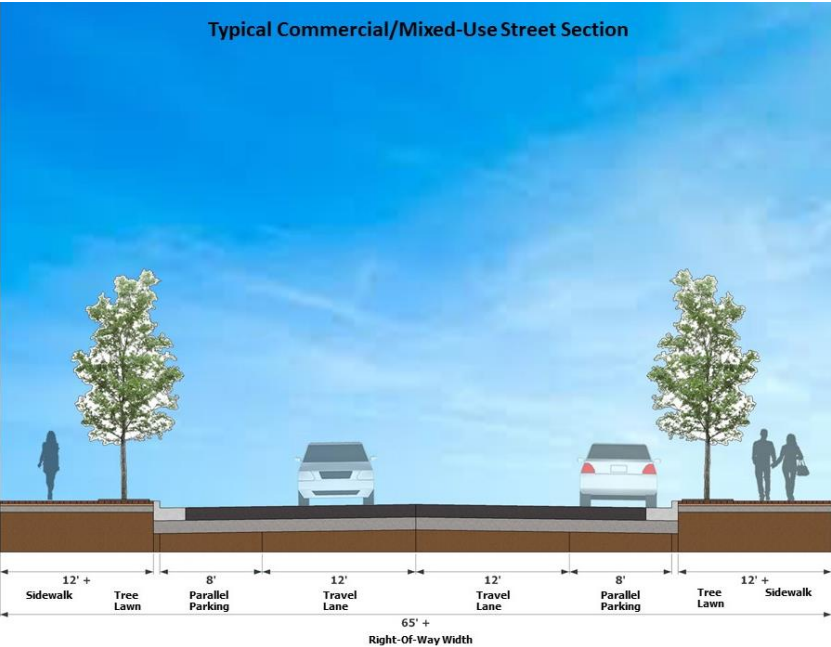 Typical Commercial/Mixed-Use Street Section
12' + 8' 12' 12' 8' 12' +
Sidewalk Tree Lawn Parallel Parking Travel Lane Travel Lane Parallel Parking Tree Lawn Sidewalk
65' +
Right-Of-Way Width